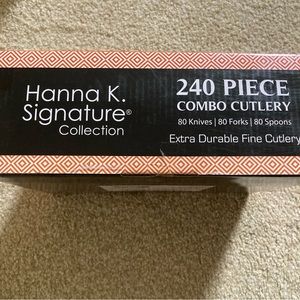 Hanna K.
Signature®
Collection
240 PIECE
COMBO CUTLERY
80 Knives | 80 Forks | 80 Spoons
Extra Durable Fine Cutlery